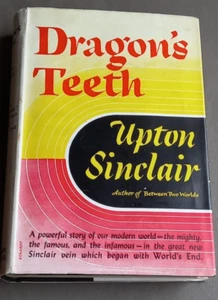 Dragon's
Teeth
Upton
Sinclair
Author of "Between Two Worlds
A powerful story of our modern world—the mighty,
the famous, and the infamous—in the great new
Sinclair vein which began with World's End.